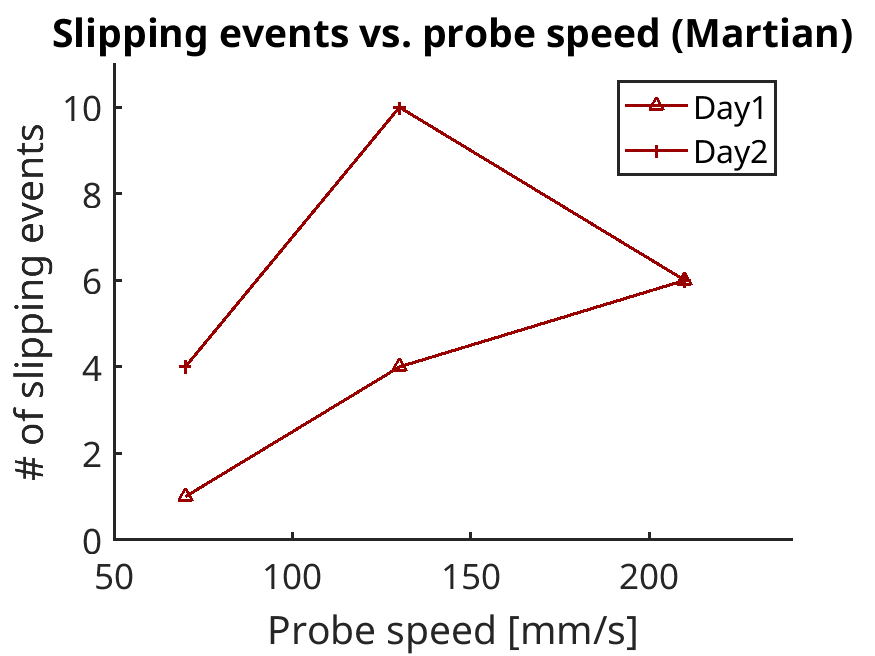 Slipping events vs. probe speed (Martian)
Day1
Day2
# of slipping events
10
8
6
4
2
0
50 100 150 200
Probe speed [mm/s]